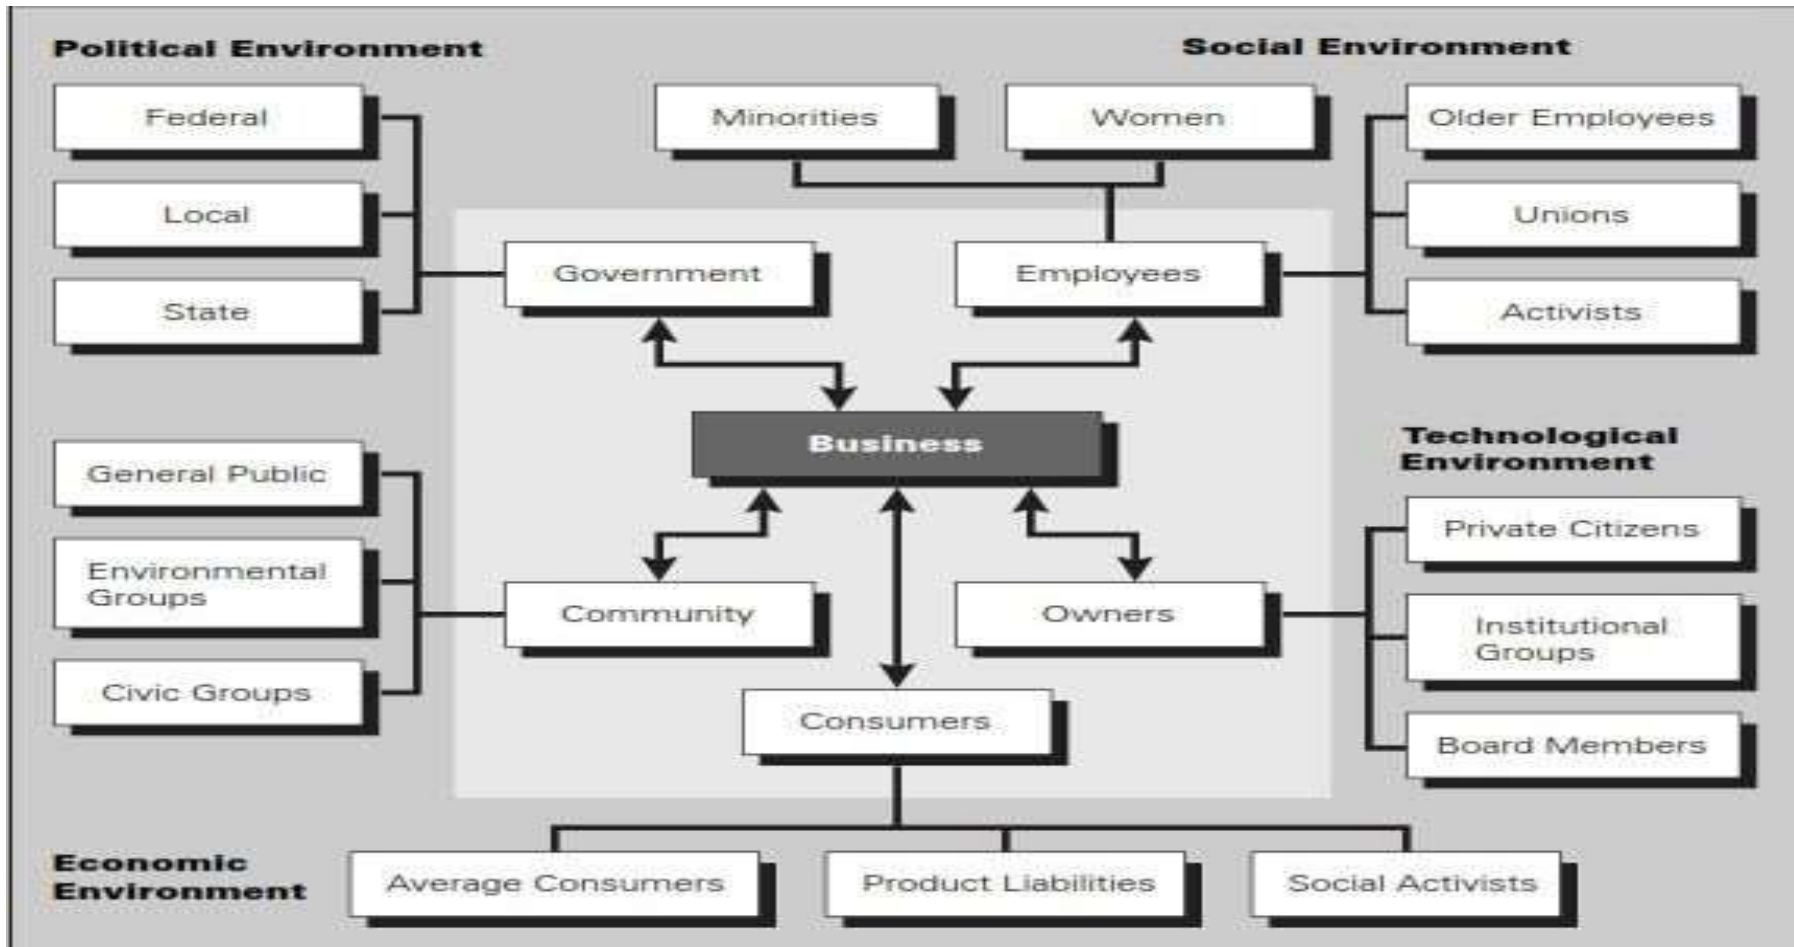 Political Environment
Social Environment
Federal
Minorities
Women
Older Employees
Local
Unions
Government
Employees
State
Activists
Business
Technological
Environment
General Public
Private Citizens
Environmental
Groups
Community
Owners
Institutional
Groups
Civic Groups
Consumers
Board Members
Economic
Environment
Average Consumers
Product Liabilities
Social Activists